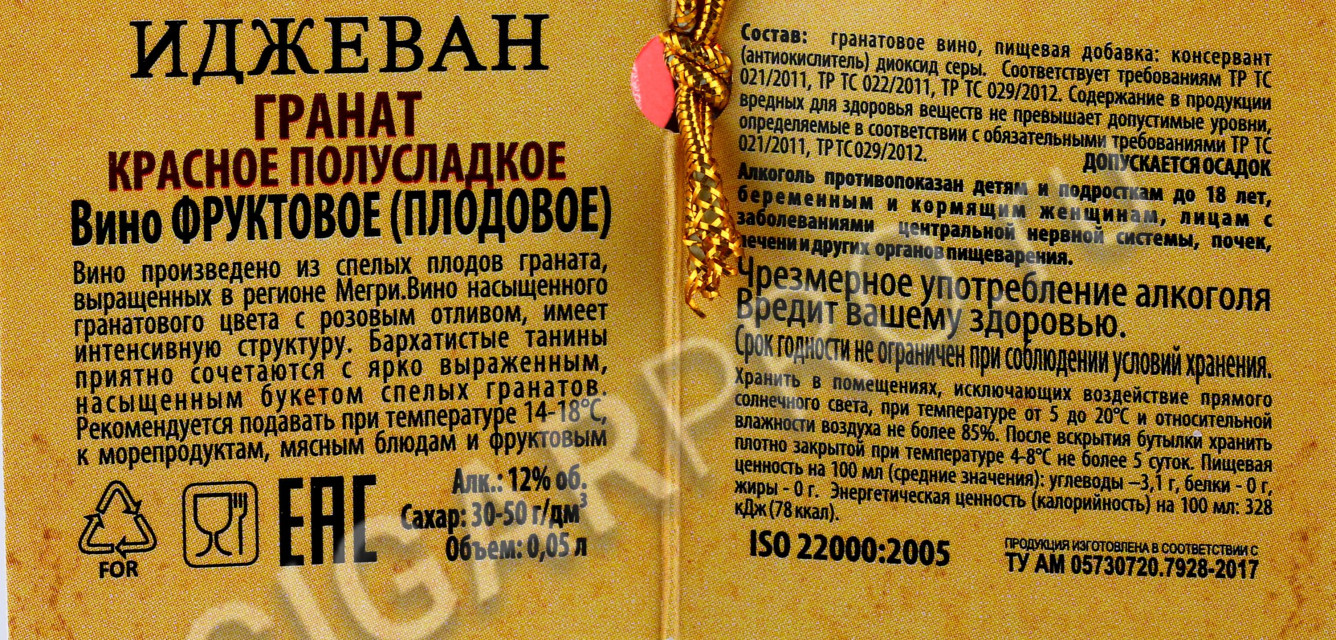 ИДЖЕВАН
ГРАНАТ
КРАСНОЕ ПОЛУСЛАДКОЕ
Вино ФРУКТОВОЕ (ПЛОДОВОЕ)
Вино произведено из спелых плодов граната,
выращенных в регионе Мегри.Вино насыщенного
гранатового цвета с розовым отливом, имеет
интенсивную структуру. Бархатистые танины
приятно сочетаются с ярко выраженным,
насыщенным букетом спелых гранатов.
Рекомендуется подавать при температуре 14-18°С,
к морепродуктам, мясным блюдам и фруктовым
FOR
ЕАС
Алк.: 12% об.
Сахар: 30-50 г/дм³
Объем: 0,05 л
Состав: гранатовое вино, пищевая добавка: консервант
(антиокислитель) диоксид серы. Соответствует требованиям ТР ТС
021/2011, ТР ТС 022/2011, ТР ТС 029/2012. Содержание в продукции
вредных для здоровья веществ не превышает допустимые уровни,
определяемые в соответствии с обязательными требованиями ТР ТС
021/2011, ТР ТС 029/2012.
ДОПУСКАЕТСЯ ОСАДОК
Алкоголь противопоказан детям и подросткам до 18 лет,
беременным и кормящим женщинам, лицам с
заболеваниями центральной нервной системы, почек,
печени и других органов пищеварения.
Чрезмерное употребление алкоголя
Вредит вашему здоровью.
Срок годности не ограничен при соблюдении условий хранения.
Хранить в помещениях, исключающих воздействие прямого
солнечного света, при температуре от 5 до 20°С и относительной
влажности воздуха не более 85%. После вскрытия бутылки хранить
плотно закрытой при температуре 4-8°С не более 5 суток. Пищевая
ценность на 100 мл (средние значения): углеводы –3,1 г, белки - 0 г,
жиры - 0 г. Энергетическая ценность (калорийность) на 100 мл: 328
кДж (78 ккал).
ISO 22000:2005
ПРОДУКЦИЯ ИЗГОТОВЛЕНА В СООТВЕТСТВИИ С
ТУ АМ 05730720.7928-2017
CIGARPRO.RU